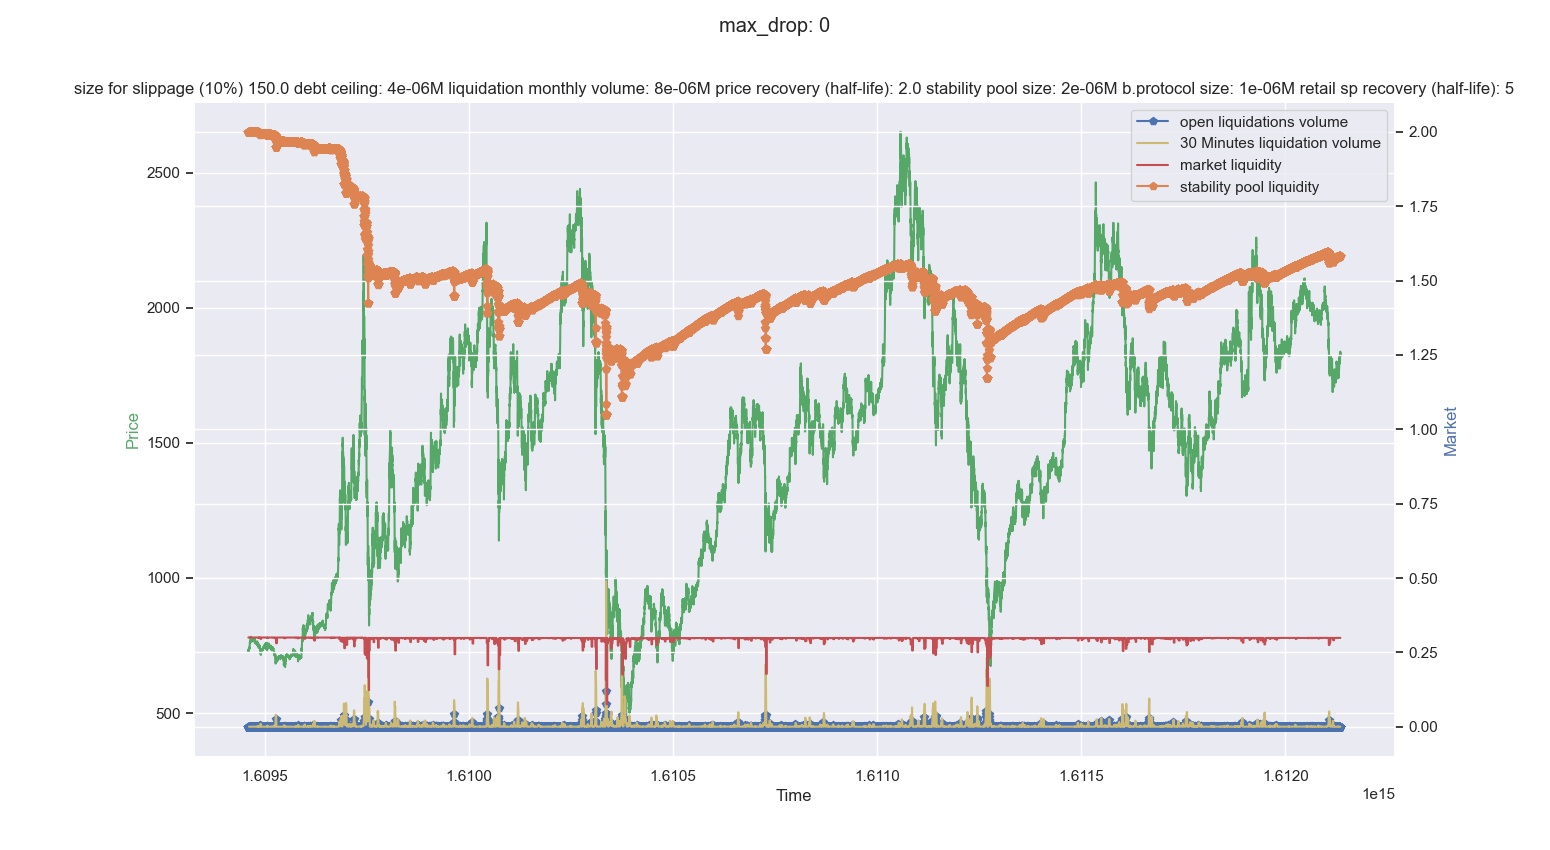 max_drop: 0
size for slippage (10%) 150.0 debt ceiling: 4e-06M liquidation monthly volume: 8e-06M price recovery (half-life): 2.0 stability pool size: 2e-06M b.protocol size: 1e-06M retail sp recovery (half-life): 5
open liquidations volume
30 Minutes liquidation volume
market liquidity
stability pool liquidity
2500
2000
1500
1000
500
Price
2.00
1.75
1.50
1.25
1.00
0.75
0.50
0.25
0.00
Market
1.6095
1.6100
1.6105
1.6110
1.6115
1.6120
1e15
Time